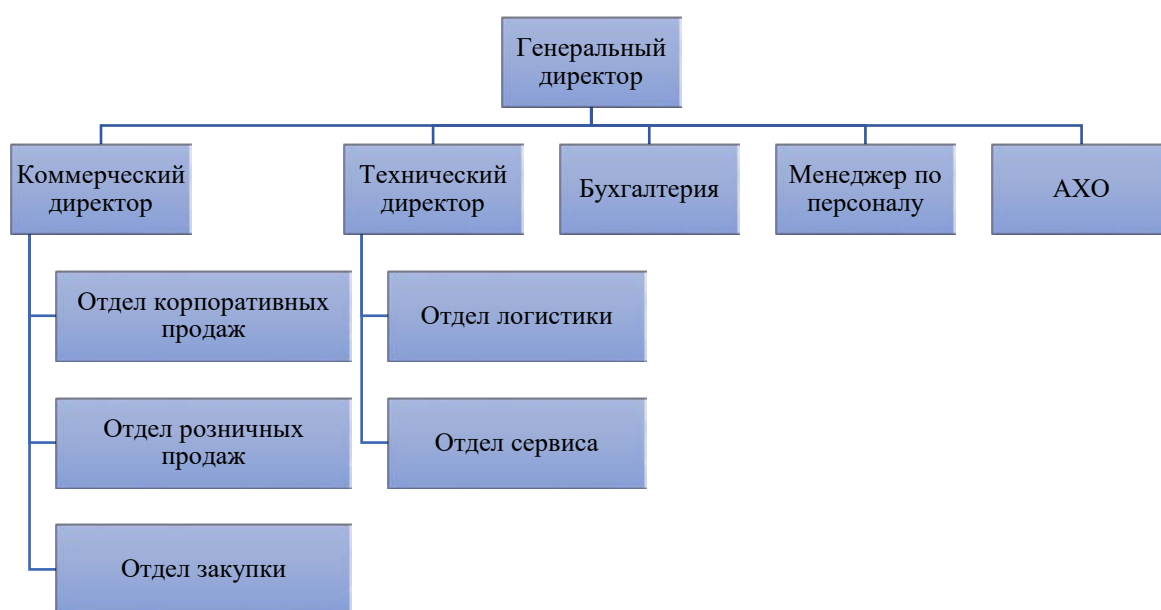 Генеральный
директор
Коммерческий
директор
Технический
директор
Бухгалтерия
Менеджер по
персоналу
АХО
Отдел корпоративных
продаж
Отдел логистики
Отдел розничных
продаж
Отдел сервиса
Отдел закупки